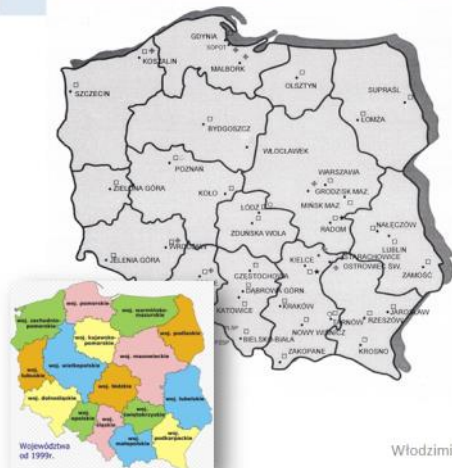 GDYNIA
SOPOT
KOSZALIN
MALBORK
OLSZTYN
SUPRAŚL
SZCZECIN
ŁOMŻA
BYDGOSZCZ
WŁOCŁAWEK
POZNAŃ
WARSZAWA
ZIELONA GÓRA
KOŁO
GRODZISK MAZ.
MIŃSK MAZ.
ŁÓDŹ
RADOM
NAŁĘCZÓW
ZDUŃSKA WOLA
LUBLIN
JELENIA GÓRA
KIELCE
STARACHOWICE
OSTROWIEC ŚW.
ZAMOŚĆ
CZĘSTOCHOWA
DĄBROWA GÓRN.
KATOWICE
KRAKÓW
TARNÓW
RZESZÓW
JAROSŁAW
NOWY WIŚNICZ
BIELSKO-BIAŁA
KROSNO
ZAKOPANE
woj. pomorskie
woj. zachodnio-
pomorskie
woj. warmińsko-
mazurskie
woj. podlaskie
woj. kujawsko-
pomorskie
woj. mazowieckie
woj. lubuskie
woj. wielkopolskie
woj. łódzkie
woj. lubelskie
woj. dolnośląskie
woj. opolskie
woj. śląskie
woj. świętokrzyskie
woj. małopolskie
woj. podkarpackie
Województwa
od 1999r.